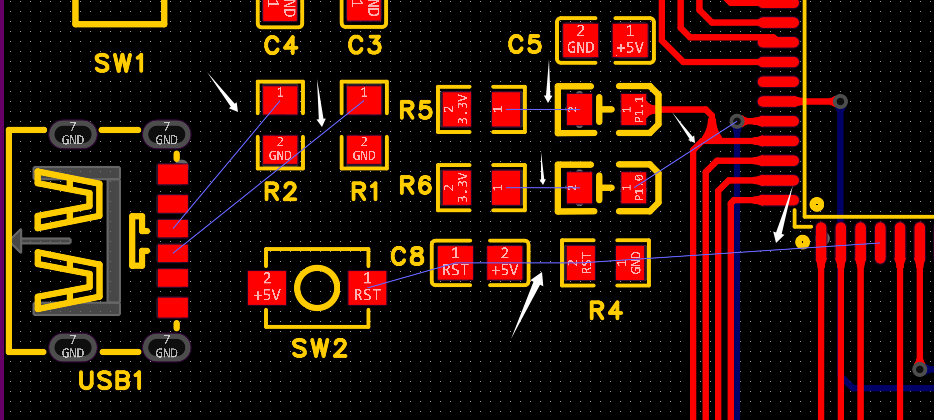 1
1
C4
C3
SW1
C5
2
GND
1
+5V
1
1
R5
2
3.3V
1
2
P1.1
7
GND
7
GND
2
GND
2
GND
R2
R1
R6
2
3.3V
1
2
P1.0
C8
1
RST
2
+5V
2
RST
1
GND
2
+5V
1
RST
R4
SW2
7
GND
7
GND
USB1